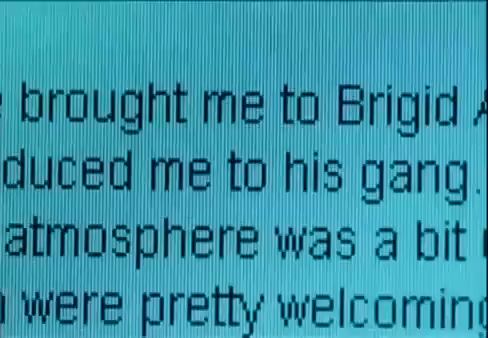 brought me to Brigid
duced me to his gang.
atmosphere was a bit
were pretty welcoming